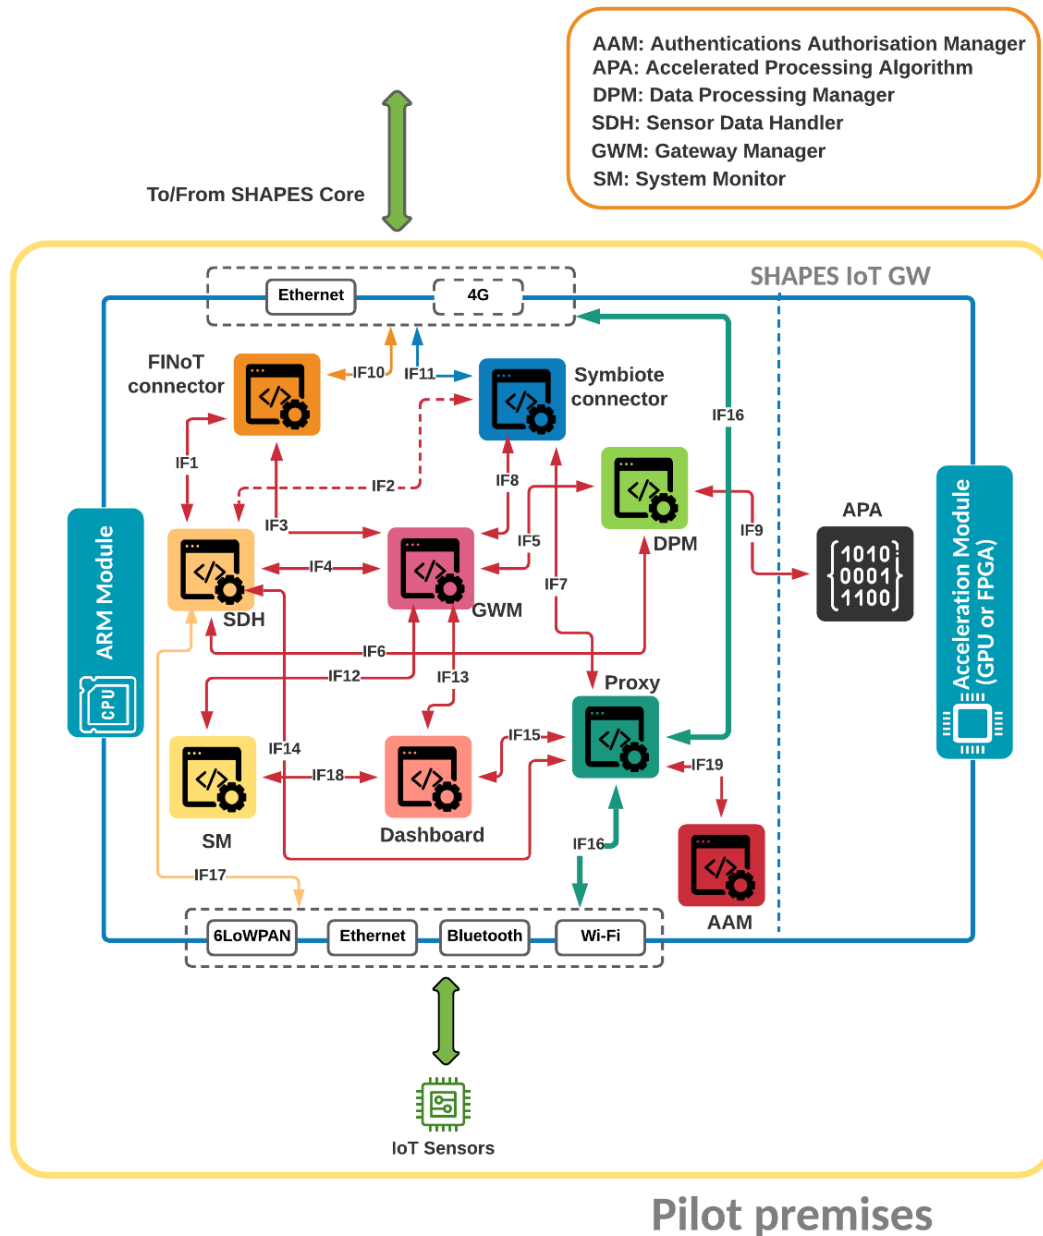 AAM: Authentications Authorisation Manager
APA: Accelerated Processing Algorithm
DPM: Data Processing Manager
SDH: Sensor Data Handler
GWM: Gateway Manager
SM: System Monitor
To/From SHAPES Core
SHAPES IoT GW
Ethernet
4G
FINoT
connector
IF10
IF11
Symbiote
connector
IF16
IF1
IF2
IF8
IF3
IF5
DPM
IF9
APA
1010
0001
1100
ARM Module
CPU
SDH
IF4
GWM
IF7
IF6
IF12
IF13
Proxy
Acceleration Module
(GPU or FPGA)
IF14
IF15
IF18
IF19
SM
Dashboard
IF16
IF17
AAM
6LoWPAN
Ethernet
Bluetooth
Wi-Fi
IoT Sensors
Pilot premises